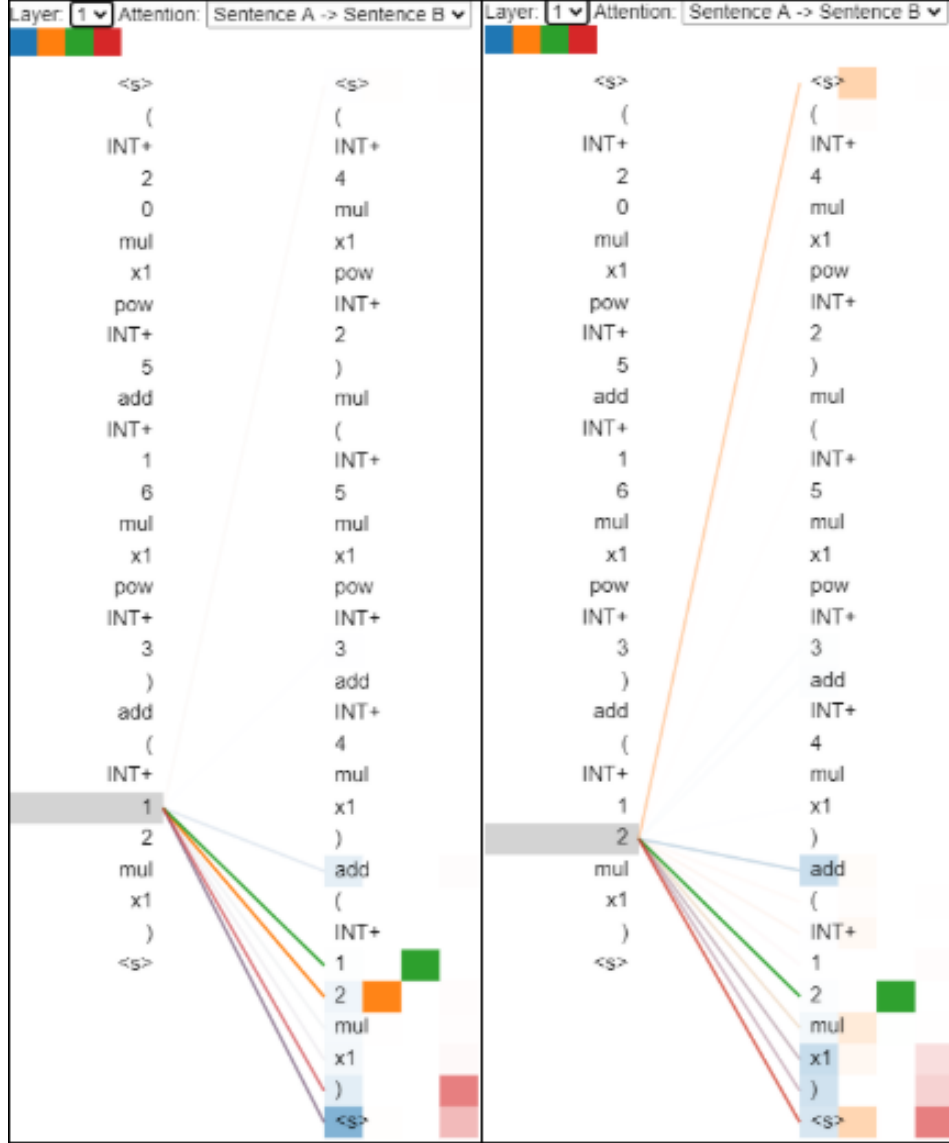 Layer: 1 Attention: Sentence A -> Sentence B
<s> <s>
( (
INT+ INT+
2 4
0 mul
mul x1
x1 pow
pow INT+
INT+ 2
5 )
add mul
INT+ (
1 INT+
6 5
mul mul
x1 x1
pow pow
INT+ INT+
3 3
) add
add INT+
( 4
INT+ mul
1 x1
2 )
mul add
x1 (
) INT+
<s> 1
2
mul
x1
)
<s>
Layer: 1 Attention: Sentence A -> Sentence B
<s> <s>
( (
INT+ INT+
2 4
0 mul
mul x1
x1 pow
pow INT+
INT+ 2
5 )
add mul
INT+ (
1 INT+
6 5
mul mul
x1 x1
pow pow
INT+ INT+
3 3
) add
add INT+
( 4
INT+ mul
1 x1
2 )
mul add
x1 (
) INT+
<s> 1
2
mul
x1
)
<s>